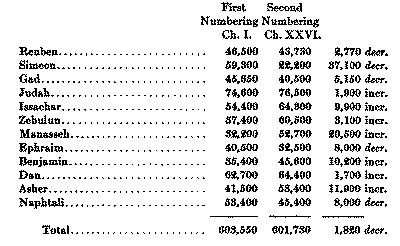 First Second
Numbering Numbering
Ch. I. Ch. XXVI.
Reuben 46,500 43,730 2,770 decr.
Simeon 59,300 22,200 37,100 decr.
Gad 45,650 40,500 5,150 decr.
Judah 74,600 76,500 1,900 incr.
Issachar 54,400 64,300 9,900 incr.
Zebulun 57,400 60,500 3,100 incr.
Manasseh 32,200 52,700 20,500 incr.
Ephraim 40,500 32,500 8,000 decr.
Benjamin 35,400 45,600 10,200 incr.
Dan 62,700 64,400 1,700 incr.
Asher 41,500 53,400 11,900 incr.
Naphtali 53,400 45,400 8,000 decr.
Total 603,550 601,730 1,820 decr.